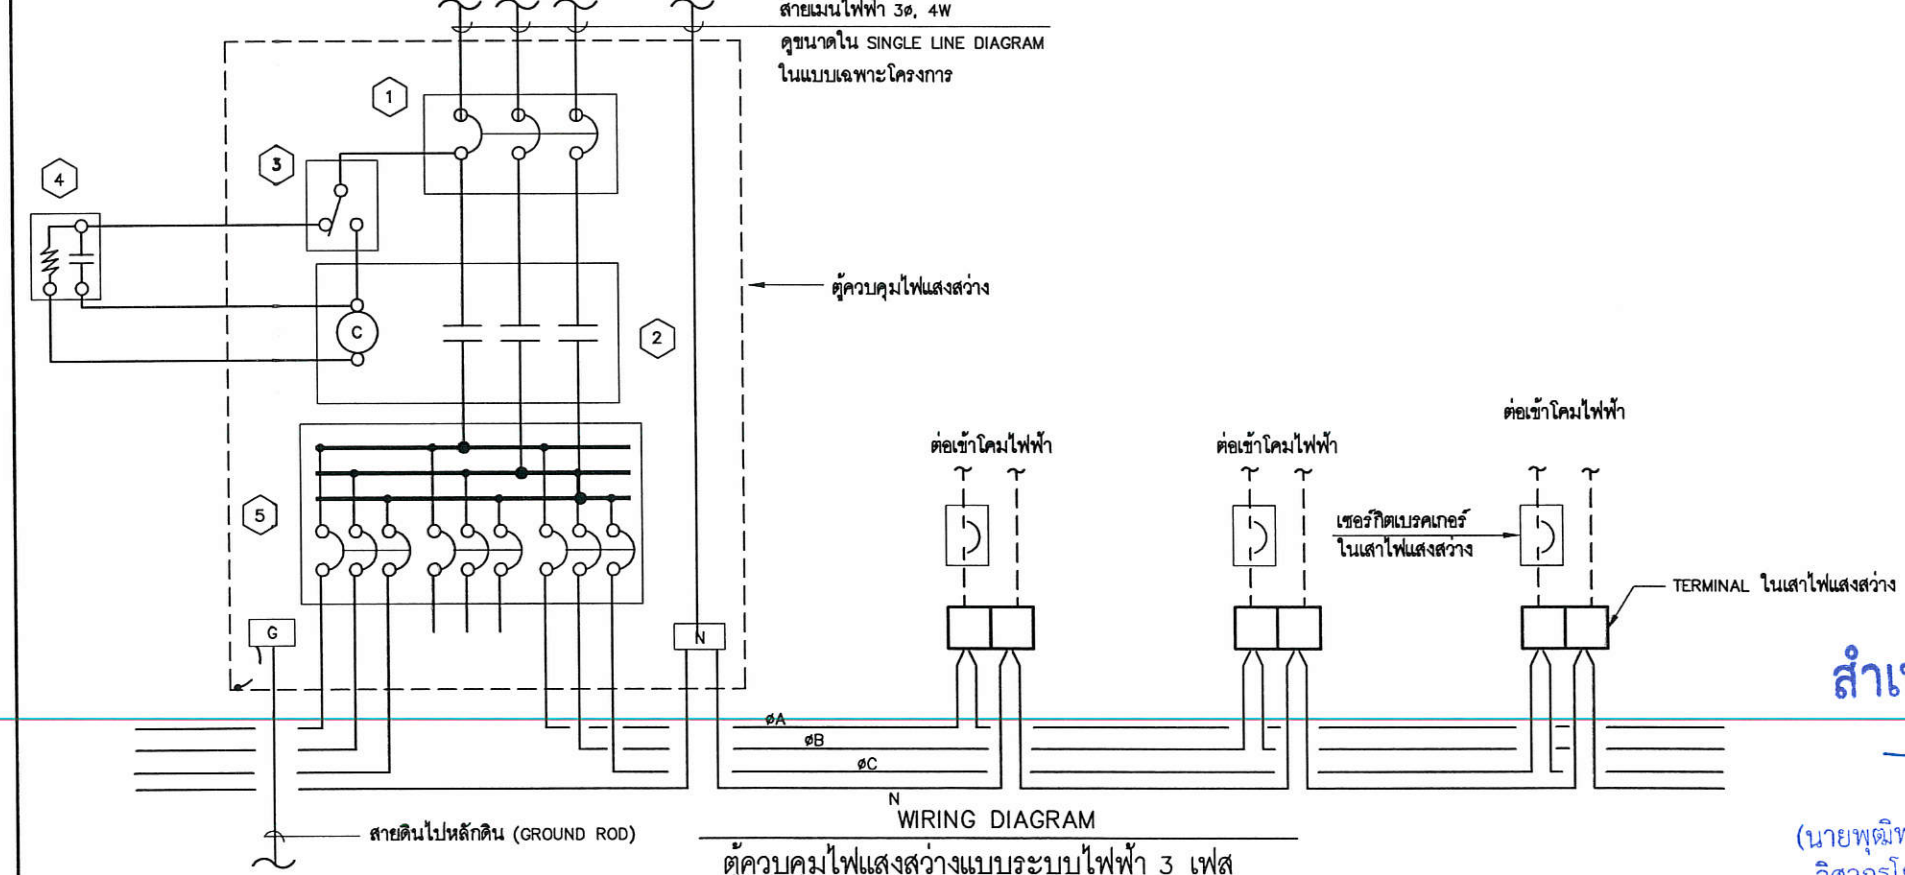 สายเมนไฟฟ้า 3ø, 4W
ดูขนาดใน SINGLE LINE DIAGRAM
ในแบบเฉพาะโครงการ
1
3
4
ตู้ควบคุมไฟแสงสว่าง
C
2
ต่อเข้าโคมไฟฟ้า
ต่อเข้าโคมไฟฟ้า
ต่อเข้าโคมไฟฟ้า
5
เซอร์กิตเบรคเกอร์
ในเสาไฟแสงสว่าง
TERMINAL ในเสาไฟแสงสว่าง
G
N
øA
øB
øC
N
สายดินไปหลักดิน (GROUND ROD)
WIRING DIAGRAM
ตู้ควบคุมไฟแสงสว่างแบบระบบไฟฟ้า 3 เฟส